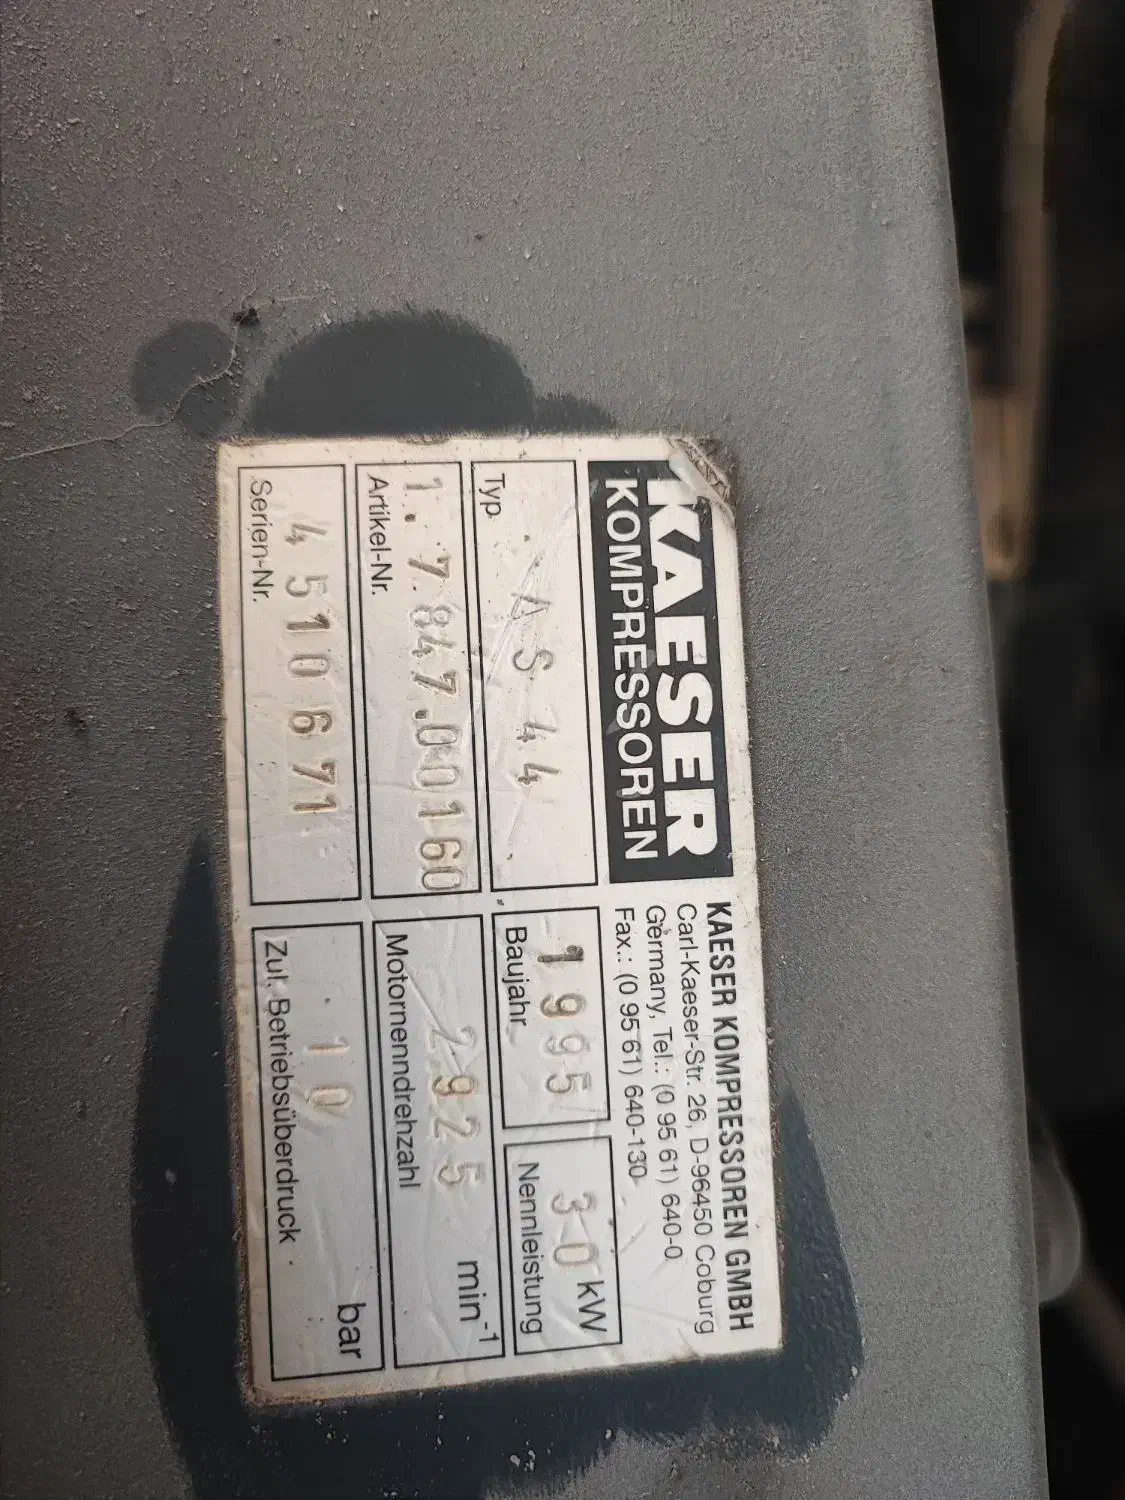 KAESER
KOMPRESSOREN
KAESER KOMPRESSOREN GMBH
Carl-Kaeser-Str. 26, D-96450 Coburg
Germany, Tel.: (0 95 61) 640-0
Fax.: (0 95 61) 640-130
AS 44
Typ
1995
Baujahr
30 kW
Nennleistung
1.7847.00160
Artikel-Nr.
2925 min-1
Motornenndrehzahl
4510671
Serien-Nr.
10 bar
Zul. Betriebsüberdruck